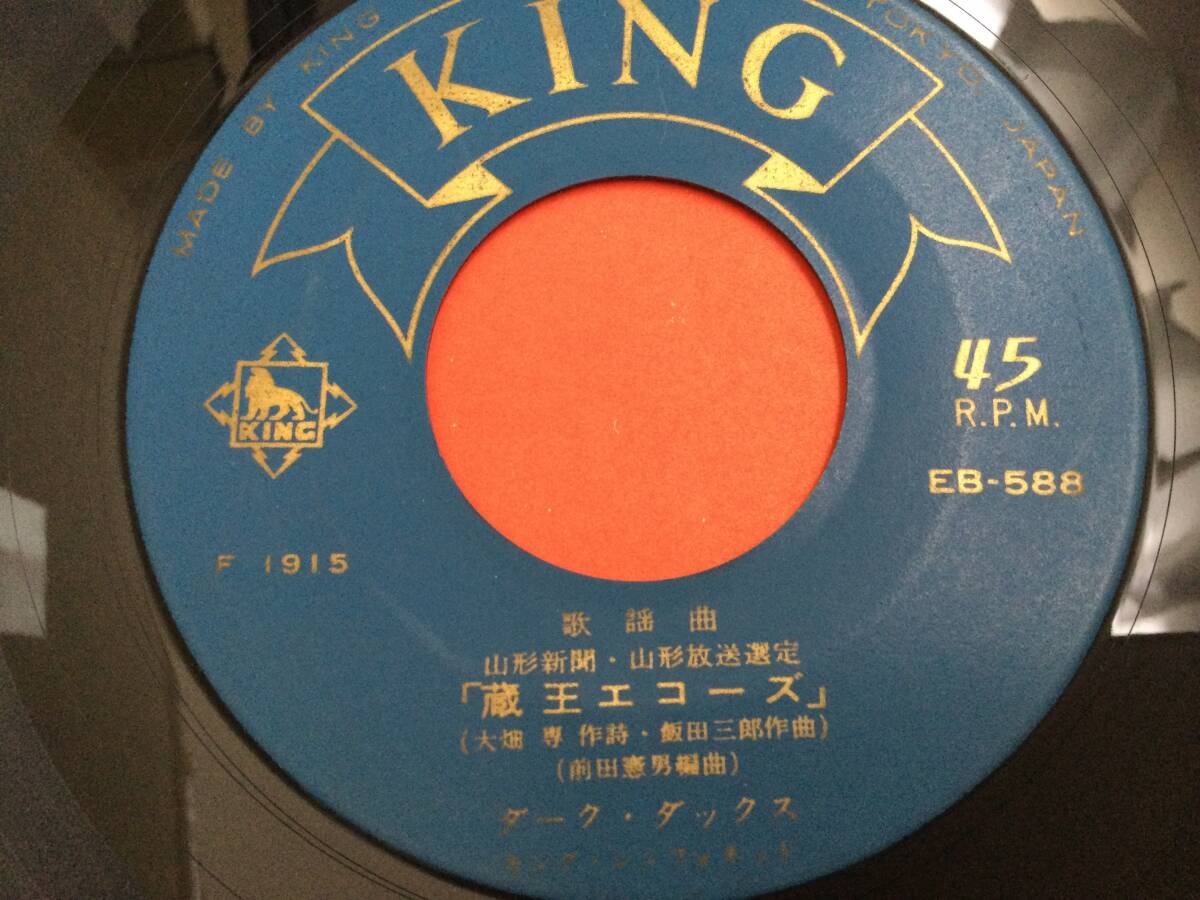 MADE BY KING
TOKYO, JAPAN
KING
KING
45
R.P.M.
EB-588
F 1915
歌謡曲
山形新聞・山形放送選定
「蔵王エコーズ」
(大畑 専 作詩・飯田三郎作曲)
(前田憲男編曲)
ダーク・ダックス